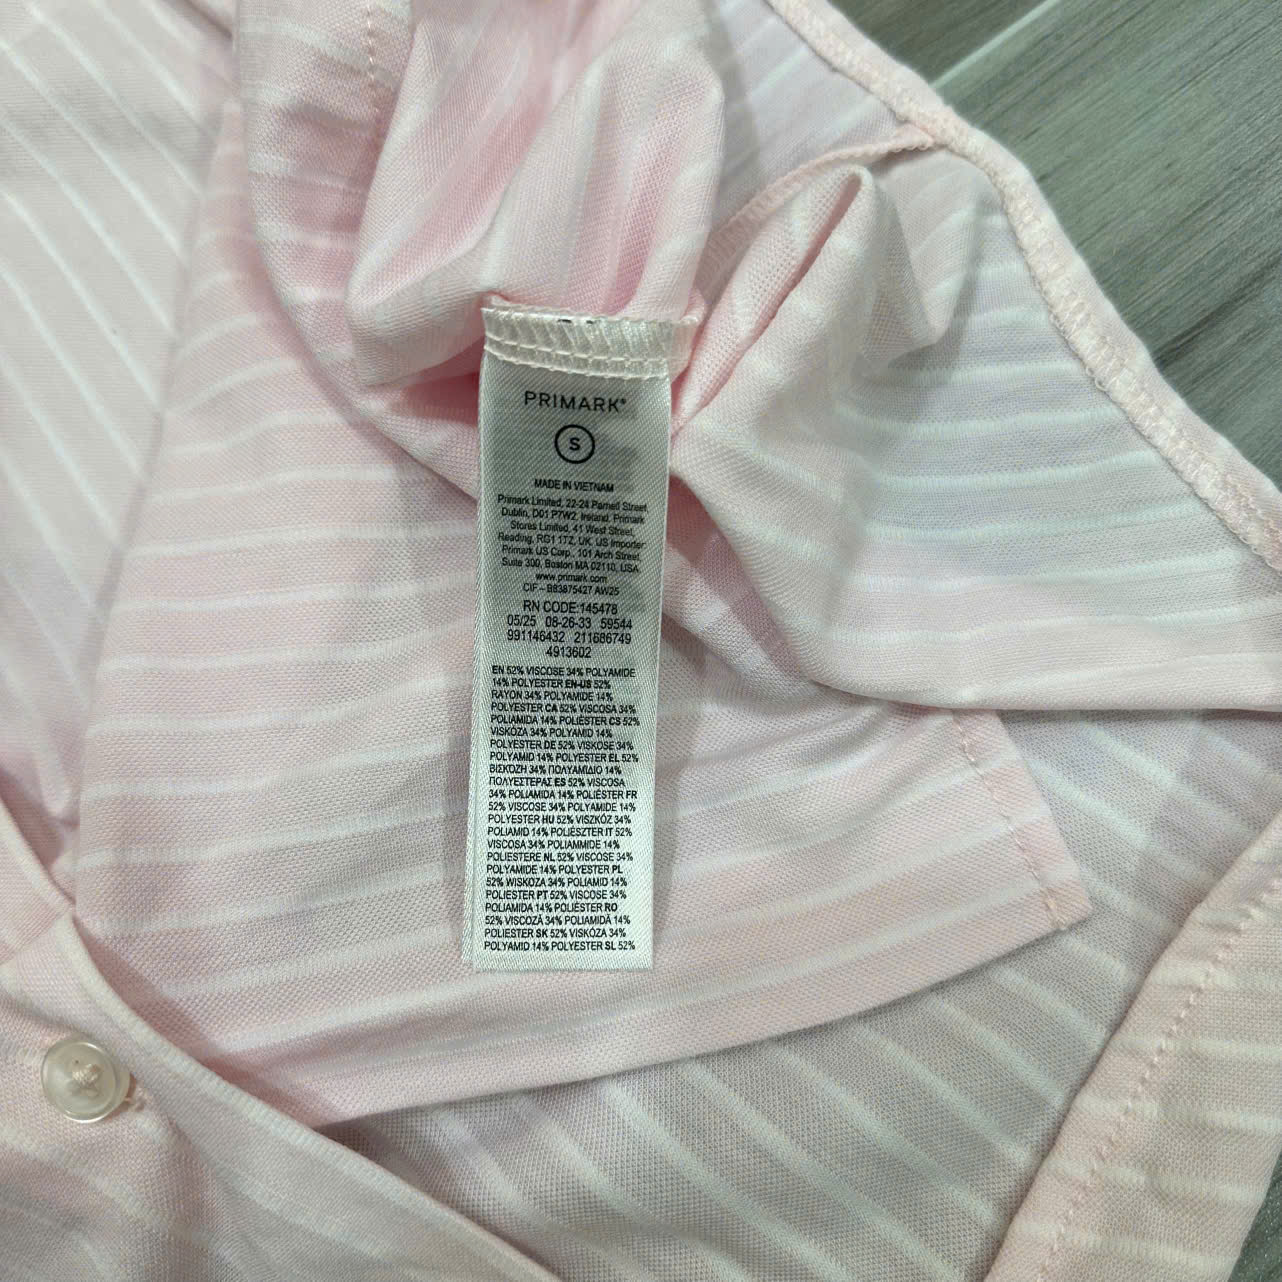 PRIMARK®
S
MADE IN VIETNAM
Primark Limited, 22-24 Parnell Street,
Dublin, D01 P7W2, Ireland. Primark
Stores Limited, 41 West Street,
Reading, RG1 1TZ, UK. US Importer
Primark US Corp., 101 Arch Street,
Suite 300, Boston MA 02110, USA.
www.primark.com
CIF – B83875427 AW25
RN CODE:145478
05/25 08-26-33 59544
991146432 211686749
4913602
EN 52% VISCOSE 34% POLYAMIDE
14% POLYESTER EN-US 52%
RAYON 34% POLYAMIDE 14%
POLYESTER CA 52% VISCOSA 34%
POLIAMIDA 14% POLIÈSTER CS 52%
VISKÓZA 34% POLYAMID 14%
POLYESTER DE 52% VISKOSE 34%
POLYAMID 14% POLYESTER EL 52%
ΒΙΣΚΟΖΗ 34% ΠΟΛΥΑΜΙΔΙΟ 14%
ΠΟΛΥΕΣΤΕΡΑΣ ES 52% VISCOSA
34% POLIAMIDA 14% POLIÉSTER FR
52% VISCOSE 34% POLYAMIDE 14%
POLYESTER HU 52% VISZKÓZ 34%
POLIAMID 14% POLIÉSZTER IT 52%
VISCOSA 34% POLIAMMIDE 14%
POLIESTERE NL 52% VISCOSE 34%
POLYAMIDE 14% POLYESTER PL
52% WISKOZA 34% POLIAMID 14%
POLIESTER PT 52% VISCOSE 34%
POLIAMIDA 14% POLIÉSTER RO
52% VISCOZĂ 34% POLIAMIDĂ 14%
POLIESTER SK 52% VISKÓZA 34%
POLYAMID 14% POLYESTER SL 52%